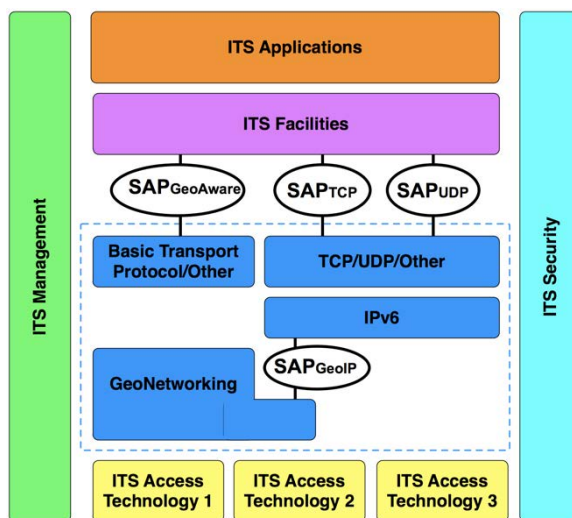 ITS Applications
ITS Facilities
SAPGeoAware
SAPTCP
SAPUDP
ITS Management
ITS Security
Basic Transport
Protocol/Other
TCP/UDP/Other
IPv6
SAPGeoIP
GeoNetworking
ITS Access
Technology 1
ITS Access
Technology 2
ITS Access
Technology 3